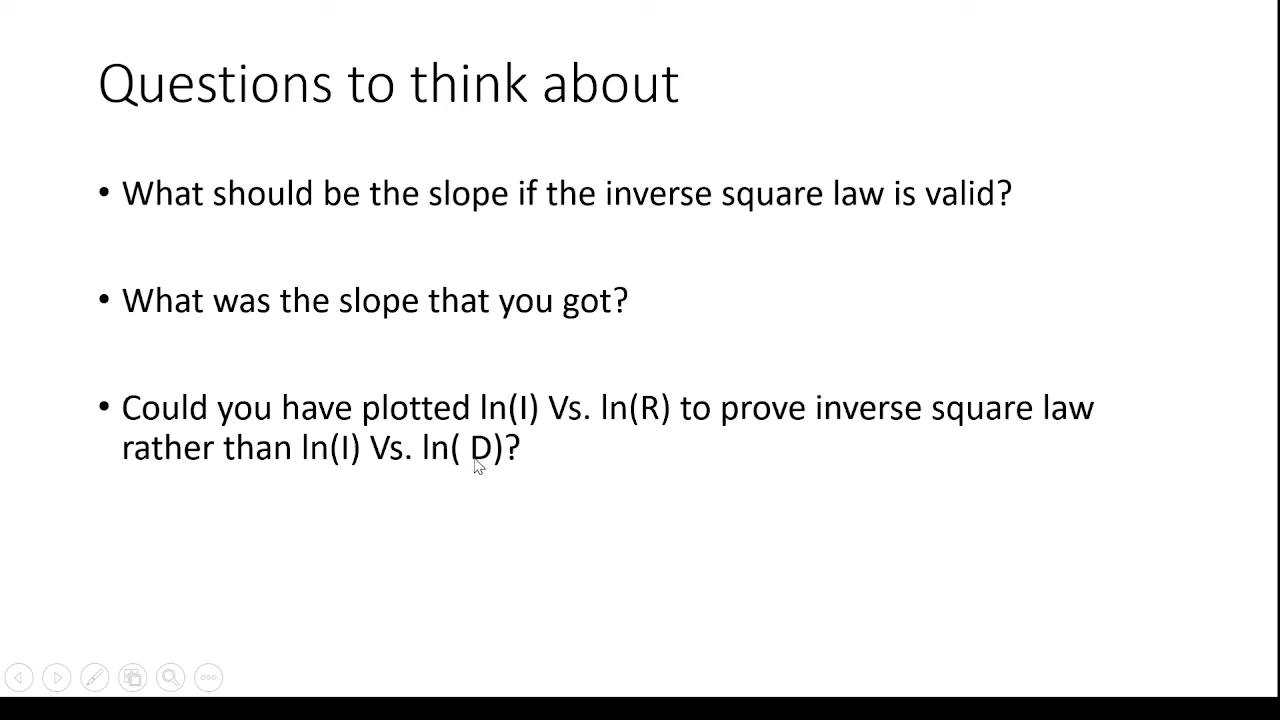 Questions to think about
• What should be the slope if the inverse square law is valid?
• What was the slope that you got?
• Could you have plotted ln(I) Vs. ln(R) to prove inverse square law
rather than ln(I) Vs. ln( D)?